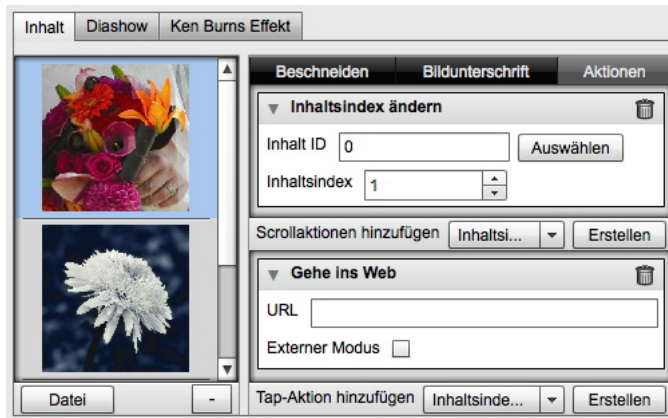 Inhalt Diashow Ken Burns Effekt
Beschneiden Bildunterschrift Aktionen
Inhaltsindex ändern
Inhalt ID 0 Auswählen
Inhaltsindex 1
Scrollaktionen hinzufügen Inhaltsi... Erstellen
Gehe ins Web
URL
Externer Modus
Datei -
Tap-Aktion hinzufügen Inhaltsinde... Erstellen